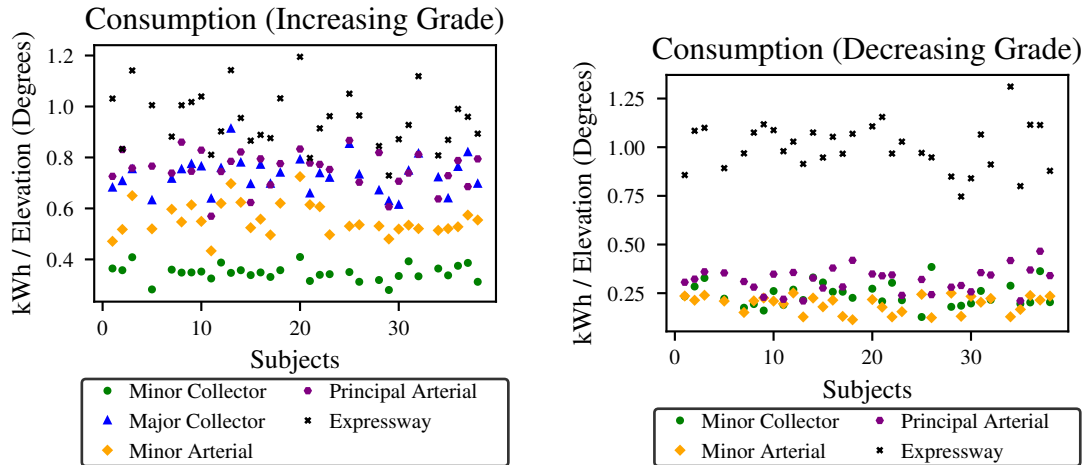 Consumption (Increasing Grade)
kWh / Elevation (Degrees)
1.2
1.0
0.8
0.6
0.4
0 10 20 30
Subjects
Minor Collector
Major Collector
Minor Arterial
Principal Arterial
Expressway
Consumption (Decreasing Grade)
kWh / Elevation (Degrees)
1.25
1.00
0.75
0.50
0.25
0 10 20 30
Subjects
Minor Collector
Minor Arterial
Principal Arterial
Expressway